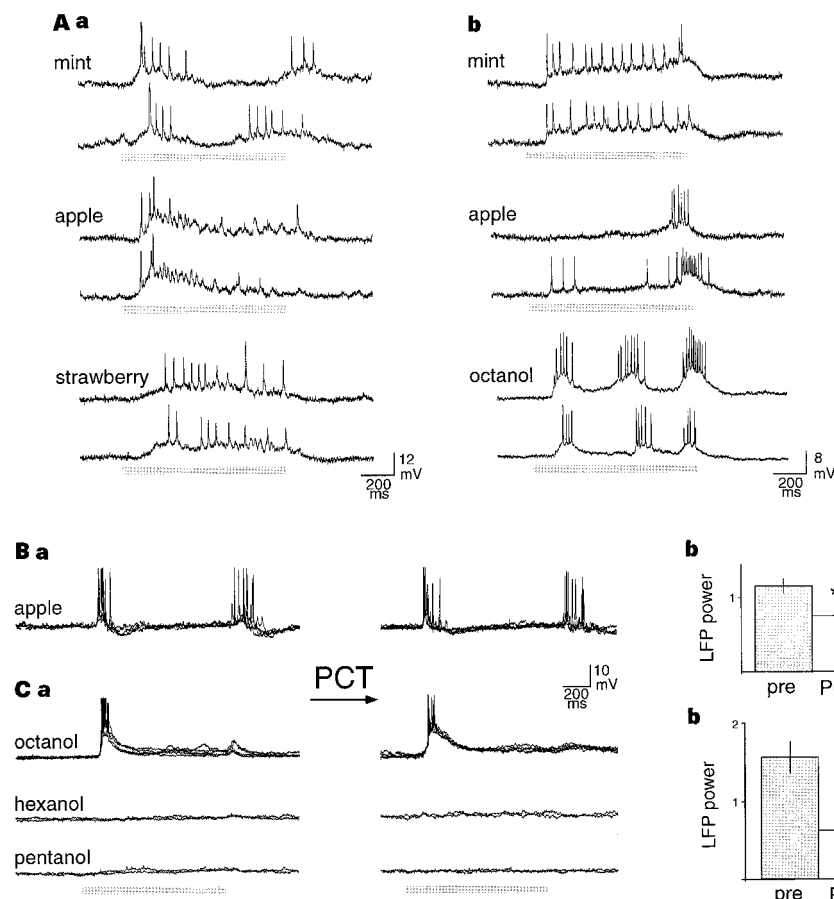 A a
b
mint
apple
strawberry
12
mV
200
ms
mint
apple
octanol
8
mV
200
ms
B a
apple
PCT
10
mV
200
ms
C a
octanol
hexanol
pentanol
b
LFP power
1
*
pre
b
LFP power
2
1
pre